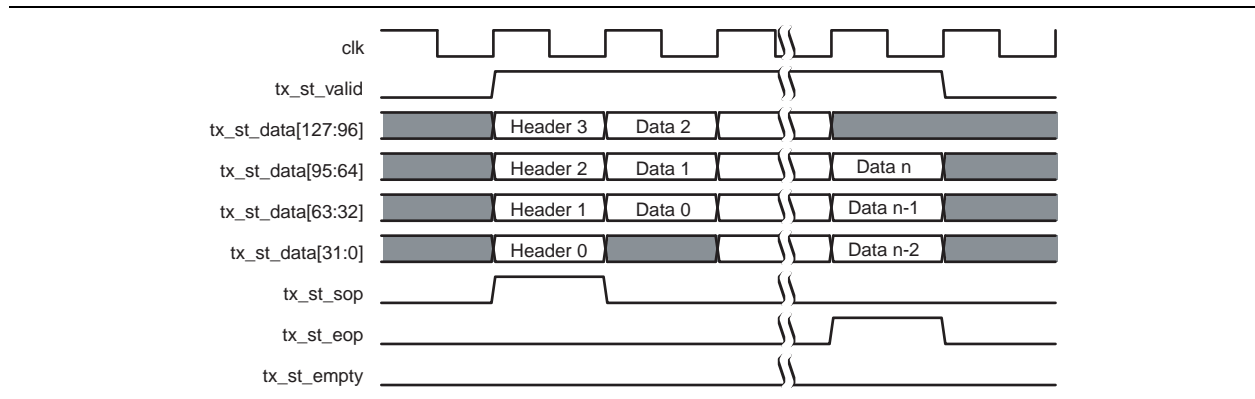 clk
tx_st_valid
tx_st_data[127:96] Header 3 Data 2
tx_st_data[95:64] Header 2 Data 1 Data n
tx_st_data[63:32] Header 1 Data 0 Data n-1
tx_st_data[31:0] Header 0 Data n-2
tx_st_sop
tx_st_eop
tx_st_empty